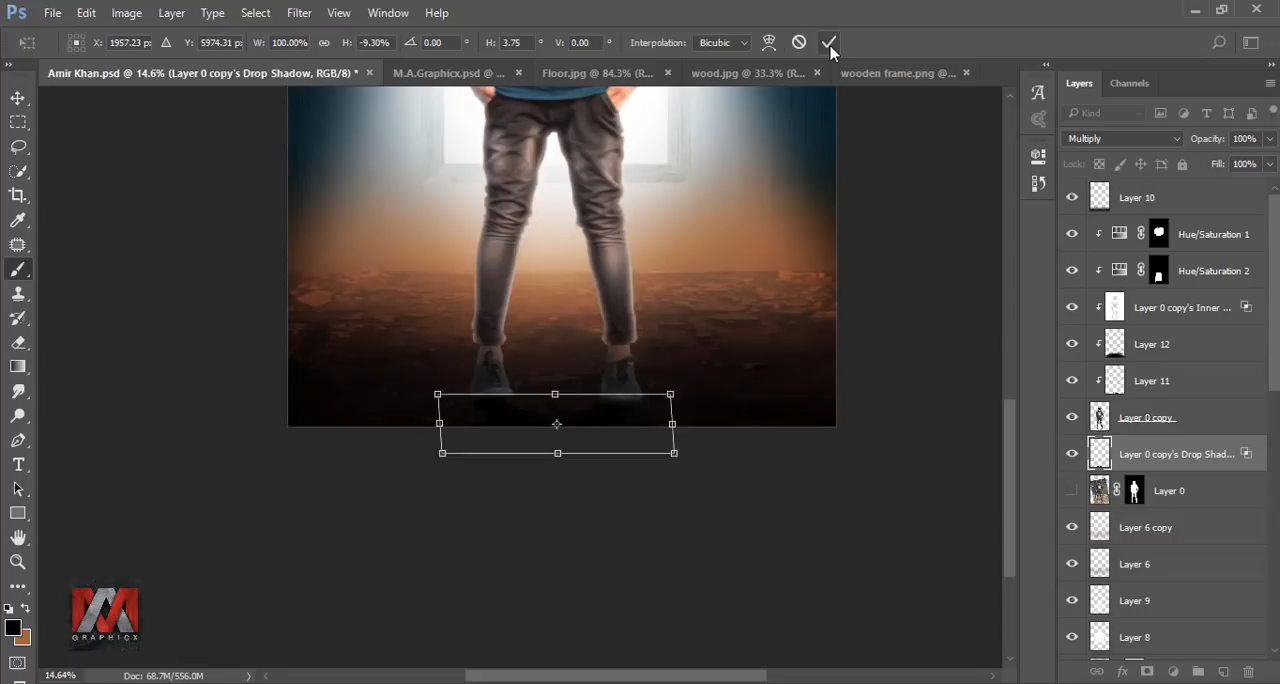 Ps File Edit Image Layer Type Select Filter View Window Help
X: 1957.23 p: Y: 5974.31 p: W: 100.00% H: -9.30% 0.00 ° H: 3.75 ° V: 0.00 ° Interpolation: Bicubic
Amir Khan.psd @ 14.6% (Layer 0 copy's Drop Shadow, RGB/8) * × M.A.Graphicx.psd @ ... × Floor.jpg @ 84.3% (R... × wood.jpg @ 33.3% (R... × wooden frame.png @... ×
Layers Channels
Kind
Multiply Opacity: 100%
Lock: Fill: 100%
Layer 10
Hue/Saturation 1
Hue/Saturation 2
Layer 0 copy's Inner ...
Layer 12
Layer 11
Layer 0 copy
Layer 0 copy's Drop Shad...
Layer 0
Layer 6 copy
Layer 6
Layer 9
Layer 8
GRAPHICX
14.64% Doc: 68.7M/556.0M